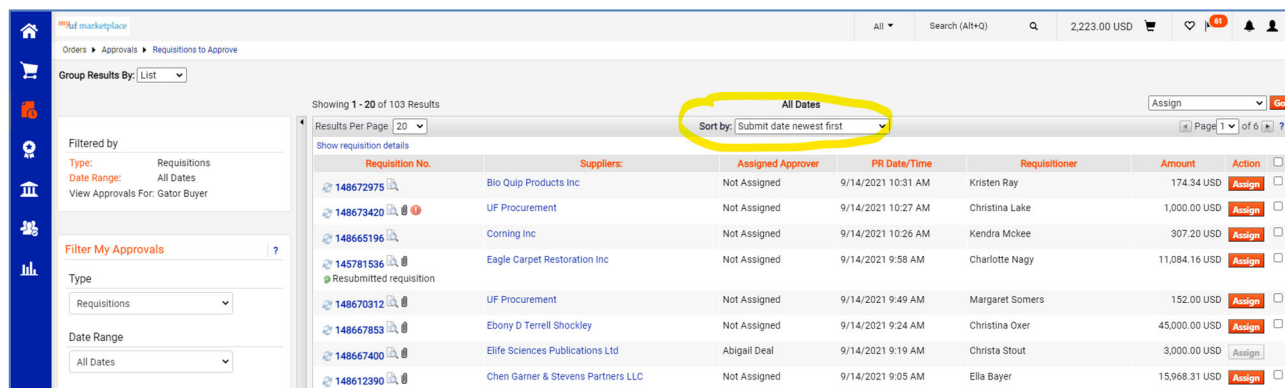 myuf marketplace
All Search (Alt+Q) 2,223.00 USD 61
Orders Approvals Requisitions to Approve
Group Results By: List
Showing 1 - 20 of 103 Results All Dates Assign Go
Results Per Page 20 Sort by: Submit date newest first Page 1 of 6 ?
Show requisition details
Filtered by
Type: Requisitions
Date Range: All Dates
View Approvals For: Gator Buyer
Filter My Approvals ?
Type
Requisitions
Date Range
All Dates
Requisition No. Suppliers: Assigned Approver PR Date/Time Requisitioner Amount Action
148672975 Bio Quip Products Inc Not Assigned 9/14/2021 10:31 AM Kristen Ray 174.34 USD Assign
148673420 UF Procurement Not Assigned 9/14/2021 10:27 AM Christina Lake 1,000.00 USD Assign
148665196 Corning Inc Not Assigned 9/14/2021 10:26 AM Kendra Mckee 307.20 USD Assign
145781536 Eagle Carpet Restoration Inc Not Assigned 9/14/2021 9:58 AM Charlotte Nagy 11,084.16 USD Assign
Resubmitted requisition
148670312 UF Procurement Not Assigned 9/14/2021 9:49 AM Margaret Somers 152.00 USD Assign
148667853 Ebony D Terrell Shockley Not Assigned 9/14/2021 9:24 AM Christina Oxer 45,000.00 USD Assign
148667400 Elife Sciences Publications Ltd Abigail Deal 9/14/2021 9:19 AM Christa Stout 3,000.00 USD Assign
148612390 Chen Garner & Stevens Partners LLC Not Assigned 9/14/2021 9:05 AM Ella Bayer 15,968.31 USD Assign